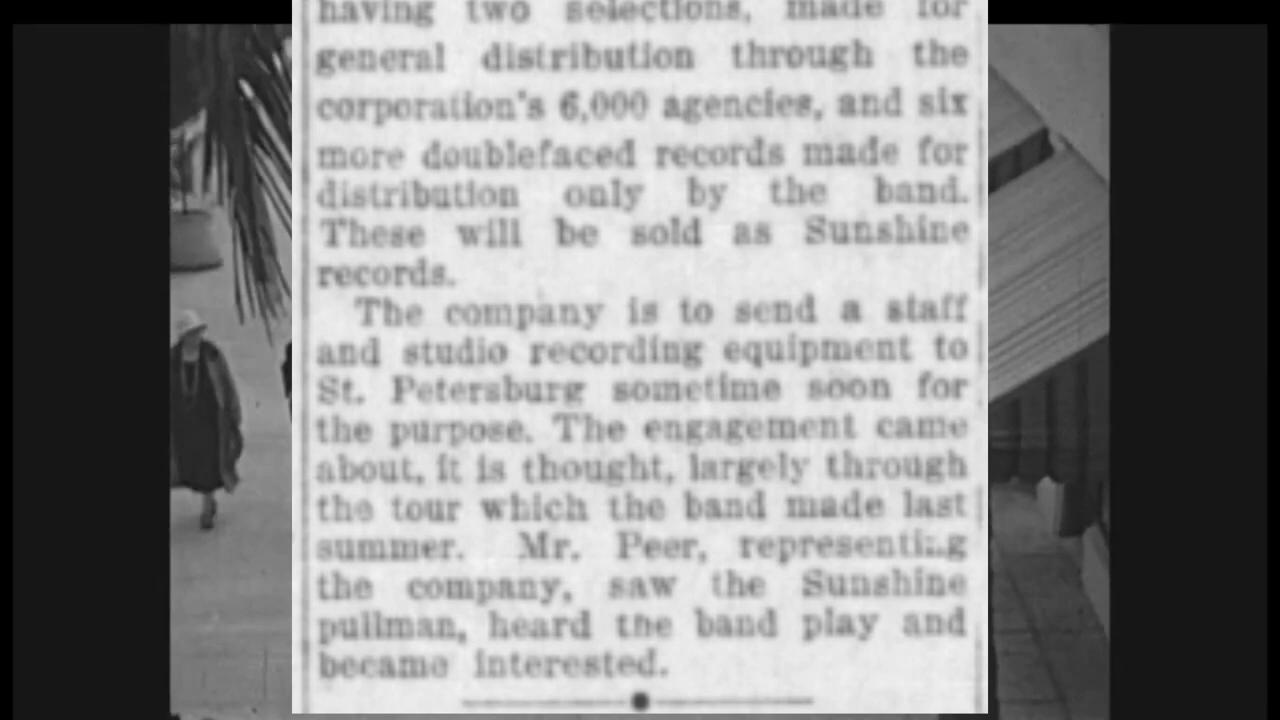 having two selections, made for
general distribution through the
corporation's 6,000 agencies, and six
more doublefaced records made for
distribution only by the band.
These will be sold as Sunshine
records.
The company is to send a staff
and studio recording equipment to
St. Petersburg sometime soon for
the purpose. The engagement came
about, it is thought, largely through
the tour which the band made last
summer. Mr. Peer, representing
the company, saw the Sunshine
pullman, heard the band play and
became interested.